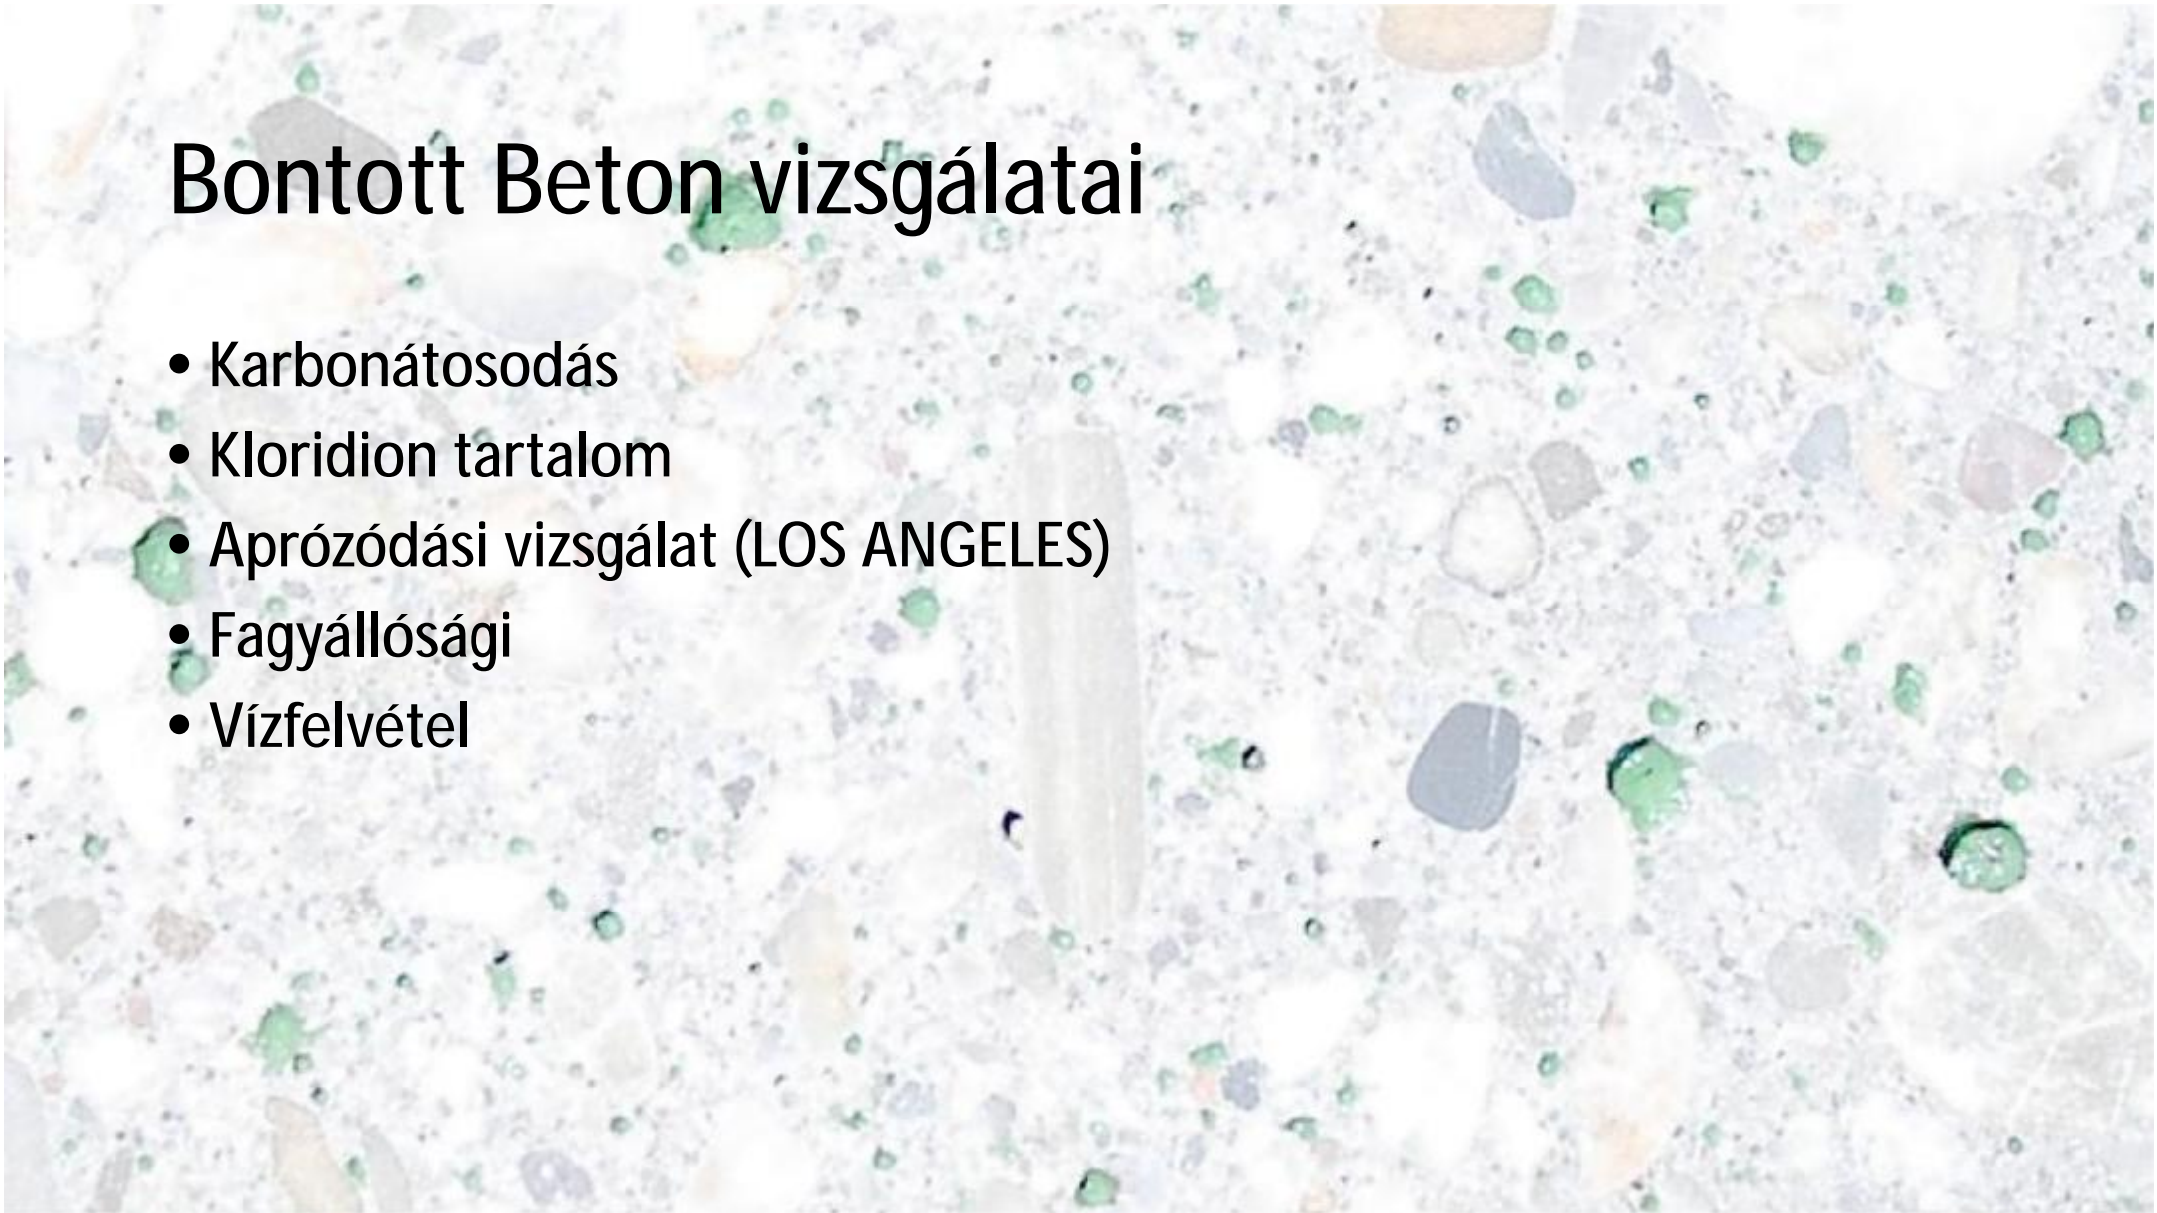 Bontott Beton vizsgálatai
• Karbonátosodás
• Kloridion tartalom
• Aprózódási vizsgálat (LOS ANGELES)
• Fagyállósági
• Vízfelvétel